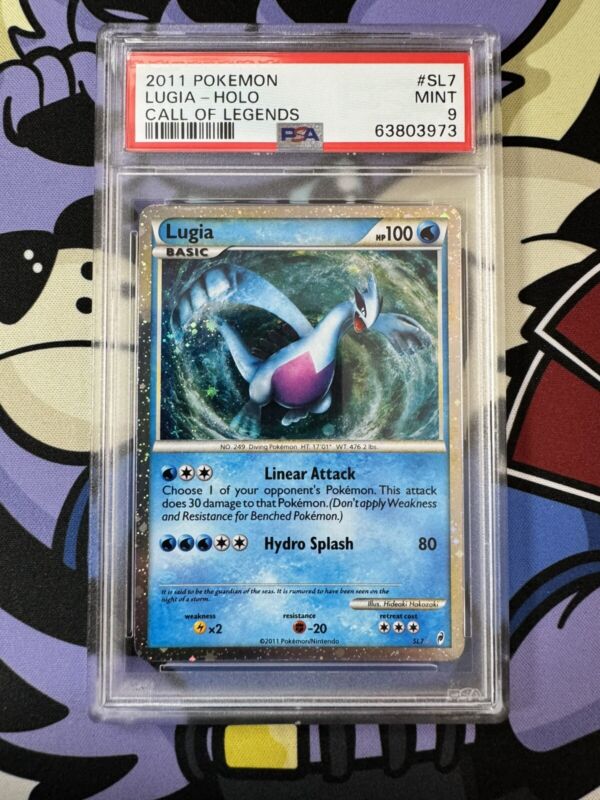 2011 POKEMON #SL7
LUGIA - HOLO MINT
CALL OF LEGENDS 9
PSA 63803973
Lugia HP100
BASIC
NO. 249 Diving Pokémon HT: 17'01" WT: 476.2 lbs.
Linear Attack
Choose 1 of your opponent's Pokémon. This attack
does 30 damage to that Pokémon. (Don't apply Weakness
and Resistance for Benched Pokémon.)
Hydro Splash 80
It is said to be the guardian of the seas. It is rumored to have been seen on the
night of a storm.
Illus. Hideaki Hakozaki
weakness resistance retreat cost
x2 -20
©2011 Pokémon/Nintendo SL7
PSA